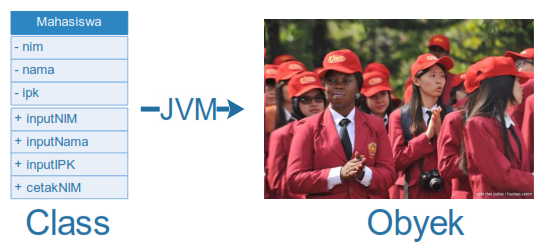 Mahasiswa
- nim
- nama
- ipk
+ inputNIM
+ inputNama
+ inputIPK
+ cetakNIM
JVM
Class
Obyek